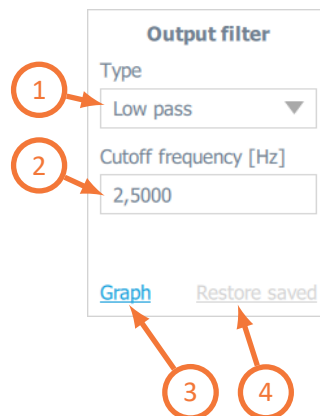 Output filter
Type
1
Low pass
2
Cutoff frequency [Hz]
2,5000
Graph Restore saved
3 4